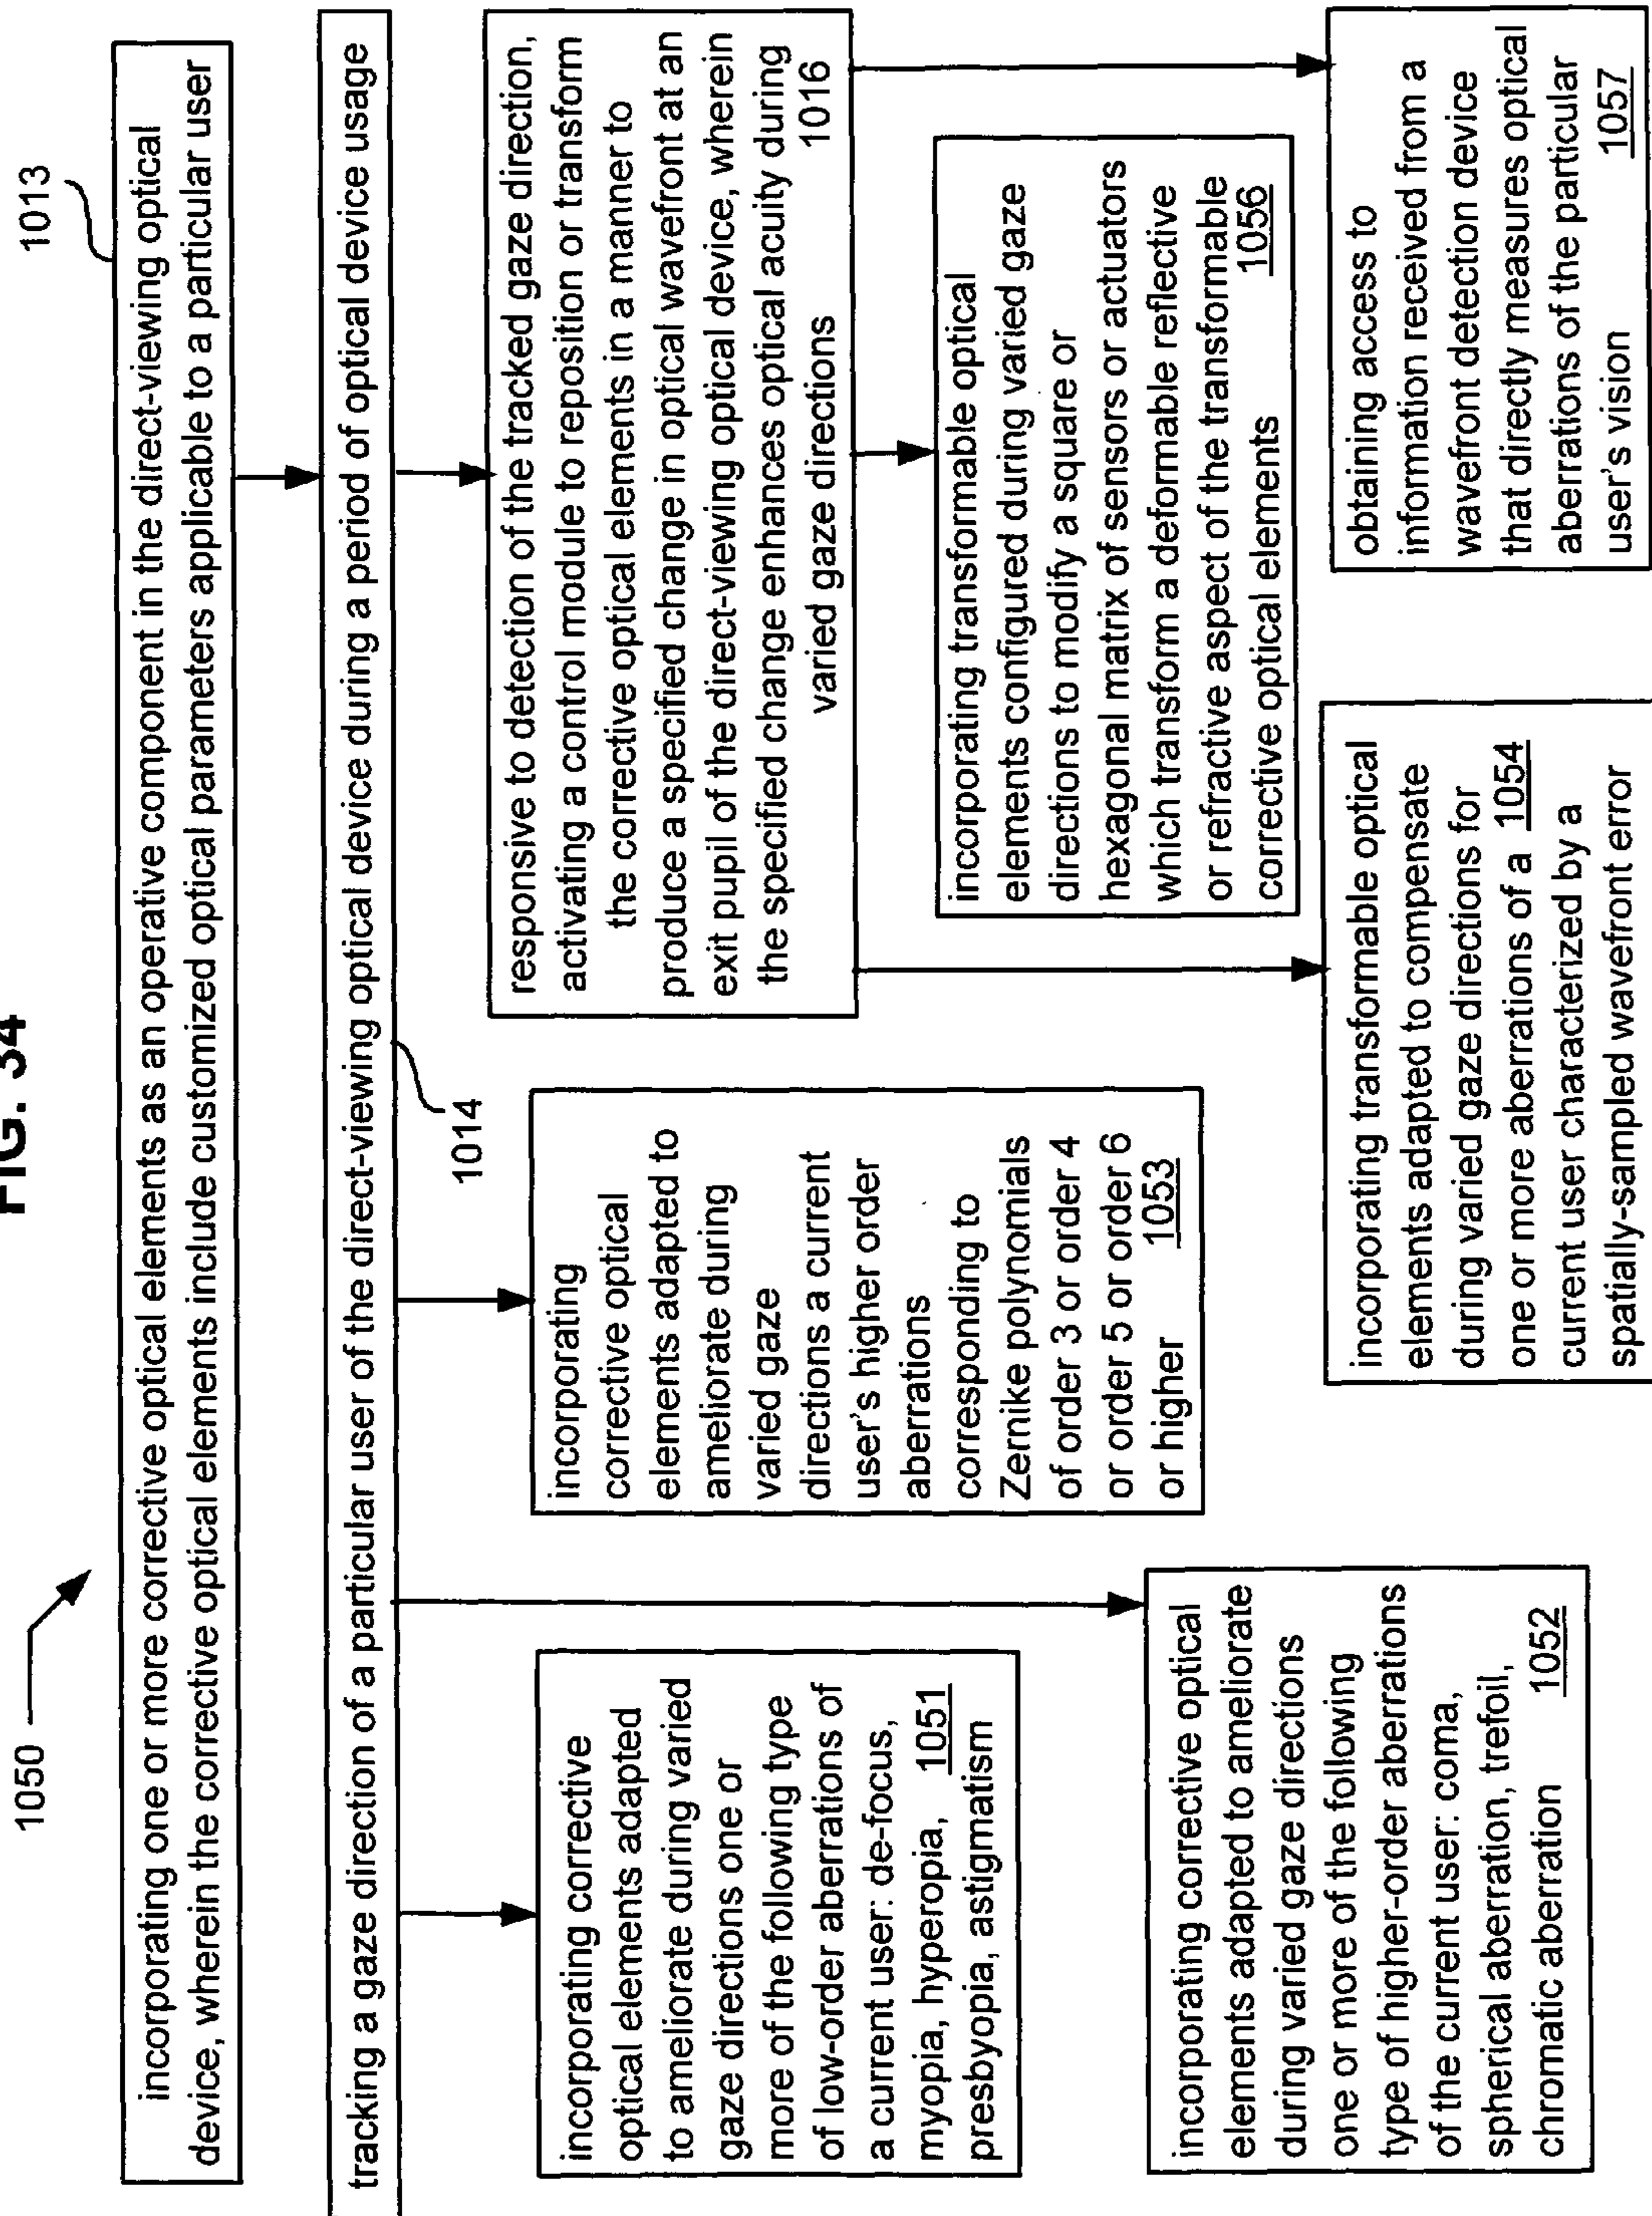 FIG. 34
1050
1013
incorporating one or more corrective optical elements as an operative component in the direct-viewing optical
device, wherein the corrective optical elements include customized optical parameters applicable to a particular user
tracking a gaze direction of a particular user of the direct-viewing optical device during a period of optical device usage
1014
incorporating corrective
optical elements adapted
to ameliorate during varied
gaze directions one or
more of the following type
of low-order aberrations of
a current user: de-focus,
myopia, hyperopia, 1051
presbyopia, astigmatism
incorporating
corrective optical
elements adapted to
ameliorate during
varied gaze
directions a current
user's higher order
aberrations
corresponding to
Zernike polynomials
of order 3 or order 4
or order 5 or order 6
or higher 1053
responsive to detection of the tracked gaze direction,
activating a control module to reposition or transform
the corrective optical elements in a manner to
produce a specified change in optical wavefront at an
exit pupil of the direct-viewing optical device, wherein
the specified change enhances optical acuity during
varied gaze directions 1016
incorporating transformable optical
elements configured during varied gaze
directions to modify a square or
hexagonal matrix of sensors or actuators
which transform a deformable reflective
or refractive aspect of the transformable
corrective optical elements 1056
incorporating corrective optical
elements adapted to ameliorate
during varied gaze directions
one or more of the following
type of higher-order aberrations
of the current user: coma,
spherical aberration, trefoil,
chromatic aberration 1052
incorporating transformable optical
elements adapted to compensate
during varied gaze directions for
one or more aberrations of a 1054
current user characterized by a
spatially-sampled wavefront error
obtaining access to
information received from a
wavefront detection device
that directly measures optical
aberrations of the particular
user's vision 1057